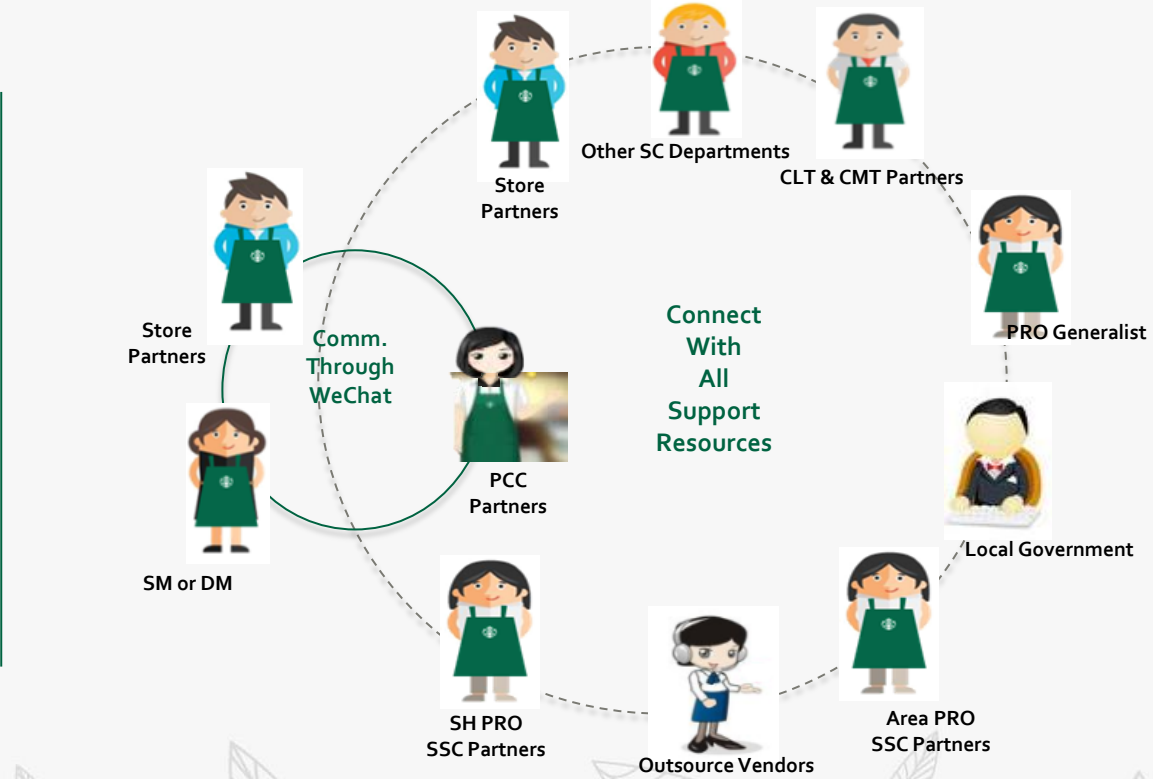 Other SC Departments
CLT & CMT Partners
Store
Partners
PRO Generalist
Store
Partners
Comm.
Through
WeChat
Connect
With
All
Support
Resources
PCC
Partners
Local Government
SM or DM
SH PRO
SSC Partners
Area PRO
SSC Partners
Outsource Vendors